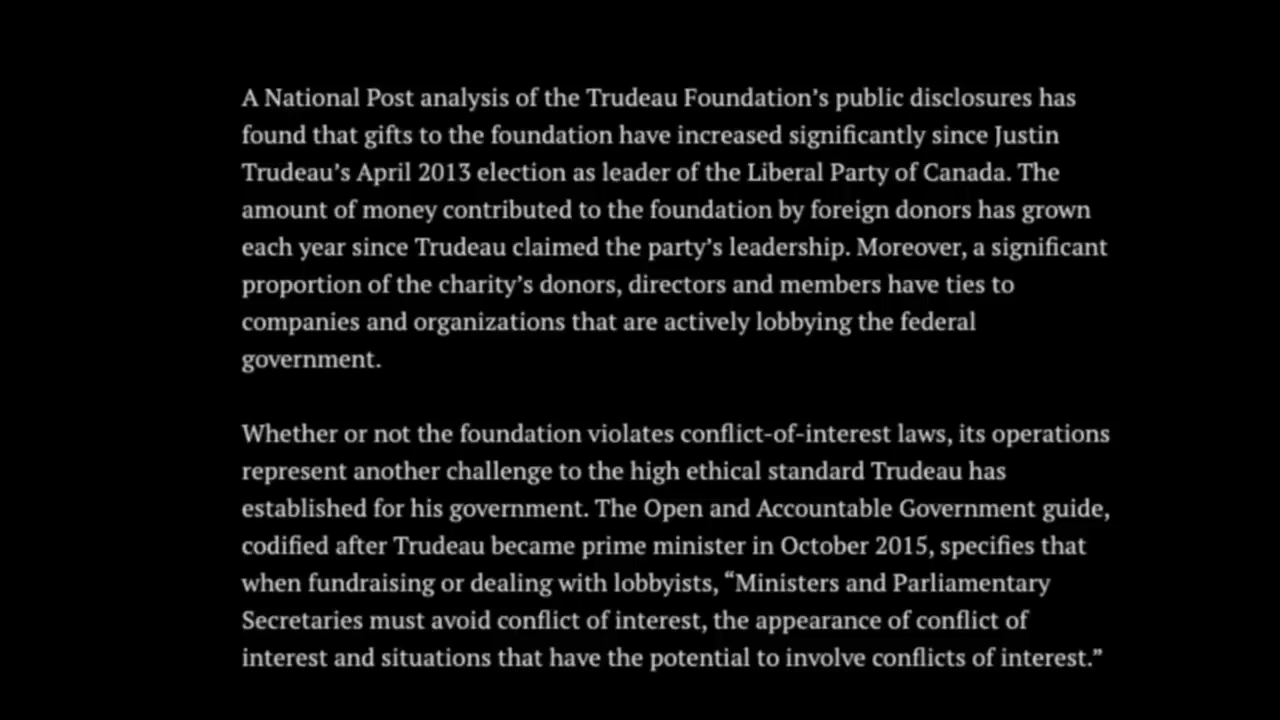 A National Post analysis of the Trudeau Foundation’s public disclosures has
found that gifts to the foundation have increased significantly since Justin
Trudeau’s April 2013 election as leader of the Liberal Party of Canada. The
amount of money contributed to the foundation by foreign donors has grown
each year since Trudeau claimed the party’s leadership. Moreover, a significant
proportion of the charity’s donors, directors and members have ties to
companies and organizations that are actively lobbying the federal
government.
Whether or not the foundation violates conflict-of-interest laws, its operations
represent another challenge to the high ethical standard Trudeau has
established for his government. The Open and Accountable Government guide,
codified after Trudeau became prime minister in October 2015, specifies that
when fundraising or dealing with lobbyists, “Ministers and Parliamentary
Secretaries must avoid conflict of interest, the appearance of conflict of
interest and situations that have the potential to involve conflicts of interest.”